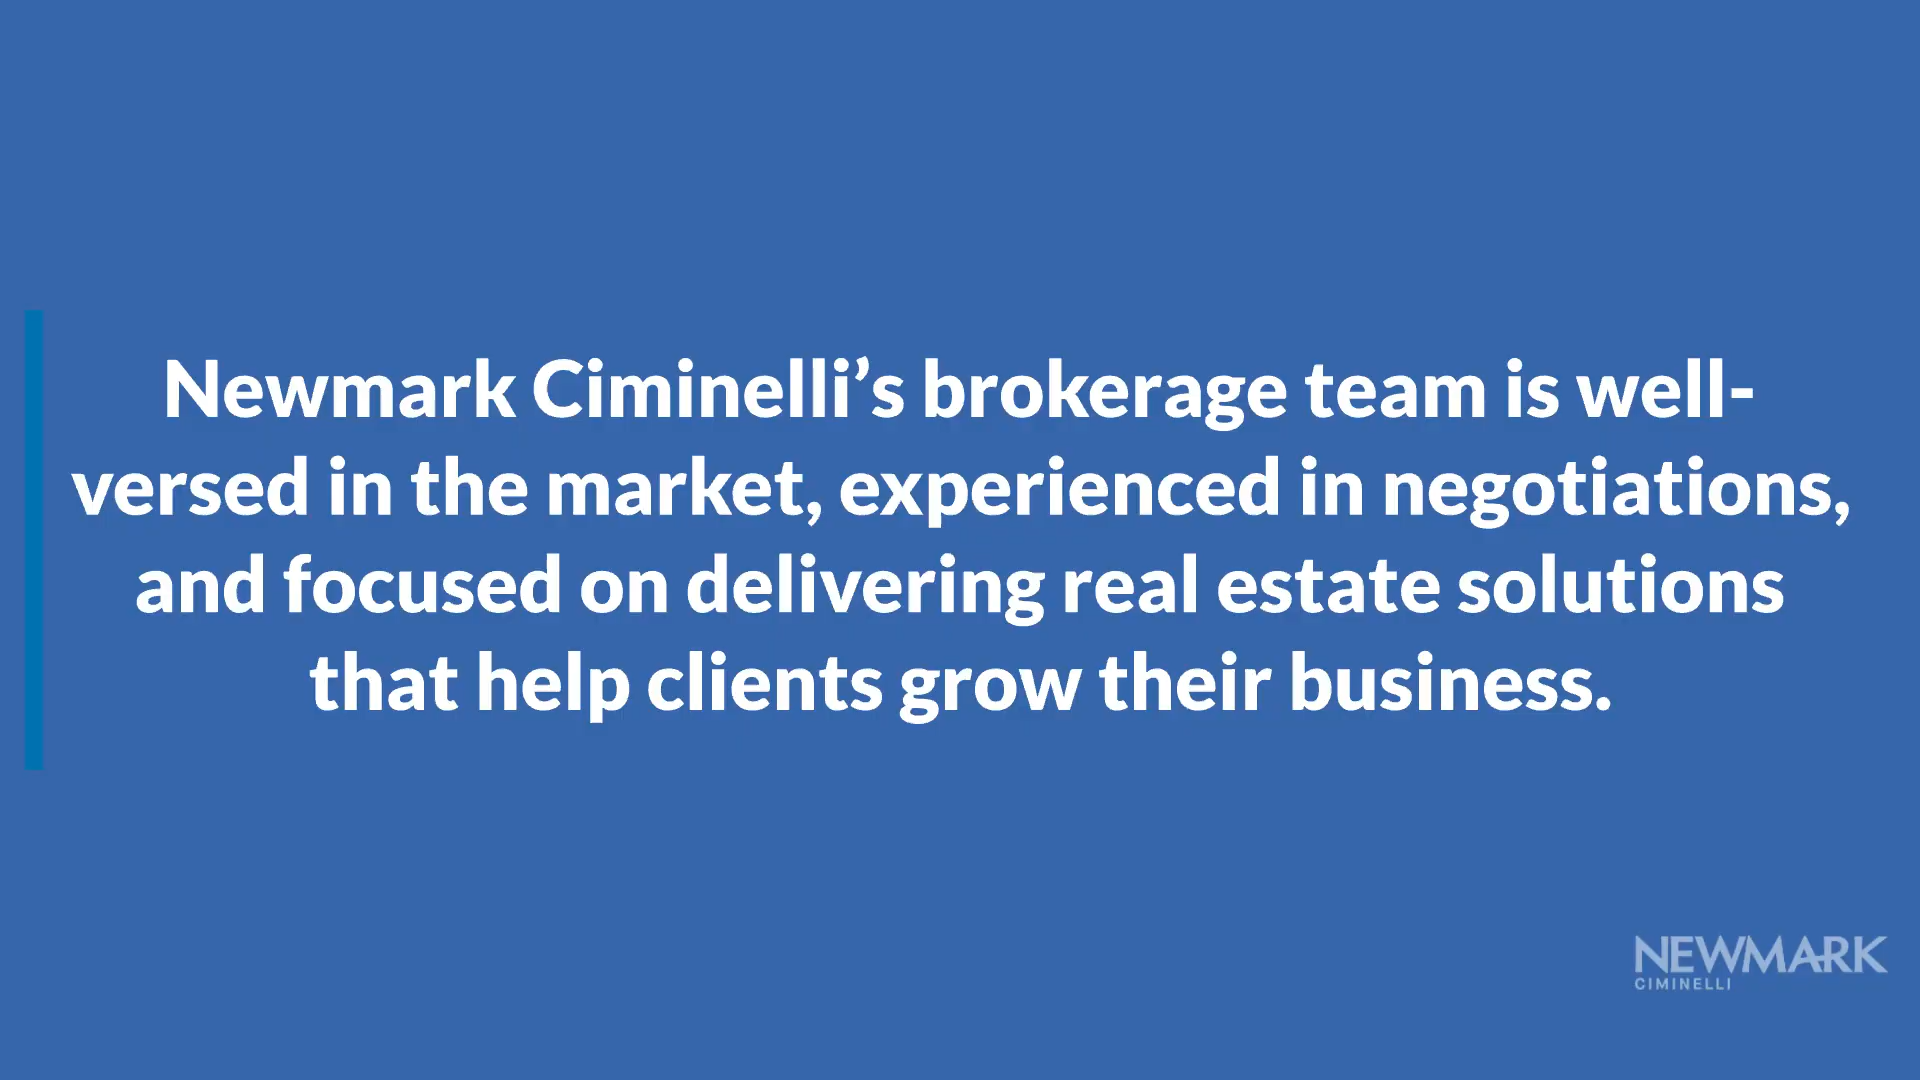 Newmark Ciminelli’s brokerage team is well-
versed in the market, experienced in negotiations,
and focused on delivering real estate solutions
that help clients grow their business.
NEWMARK
CIMINELLI